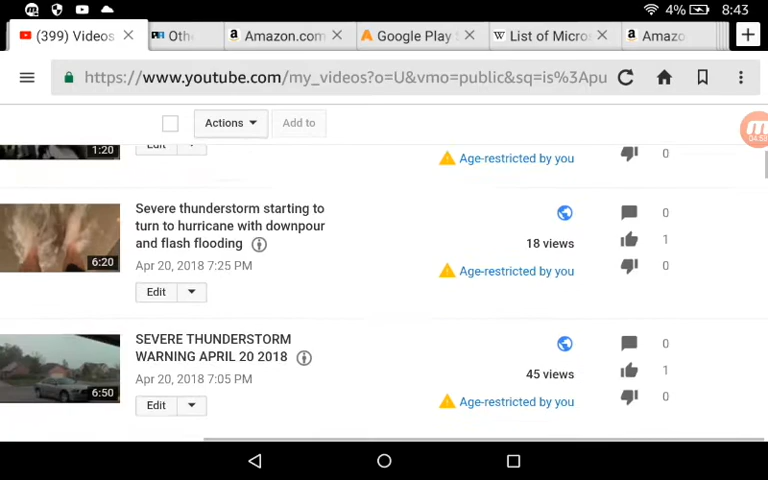 4% 8:43
(399) Videos
Oth
Amazon.com
Google Play
List of Micros
Amazo
https://www.youtube.com/my_videos?o=U&vmo=public&sq=is%3Apu
Actions Add to
04:50
1:20
Edit
Age-restricted by you
0
Severe thunderstorm starting to
turn to hurricane with downpour
and flash flooding
Apr 20, 2018 7:25 PM
Edit
6:20
18 views
Age-restricted by you
0
1
0
SEVERE THUNDERSTORM
WARNING APRIL 20 2018
Apr 20, 2018 7:05 PM
Edit
6:50
45 views
Age-restricted by you
0
1
0